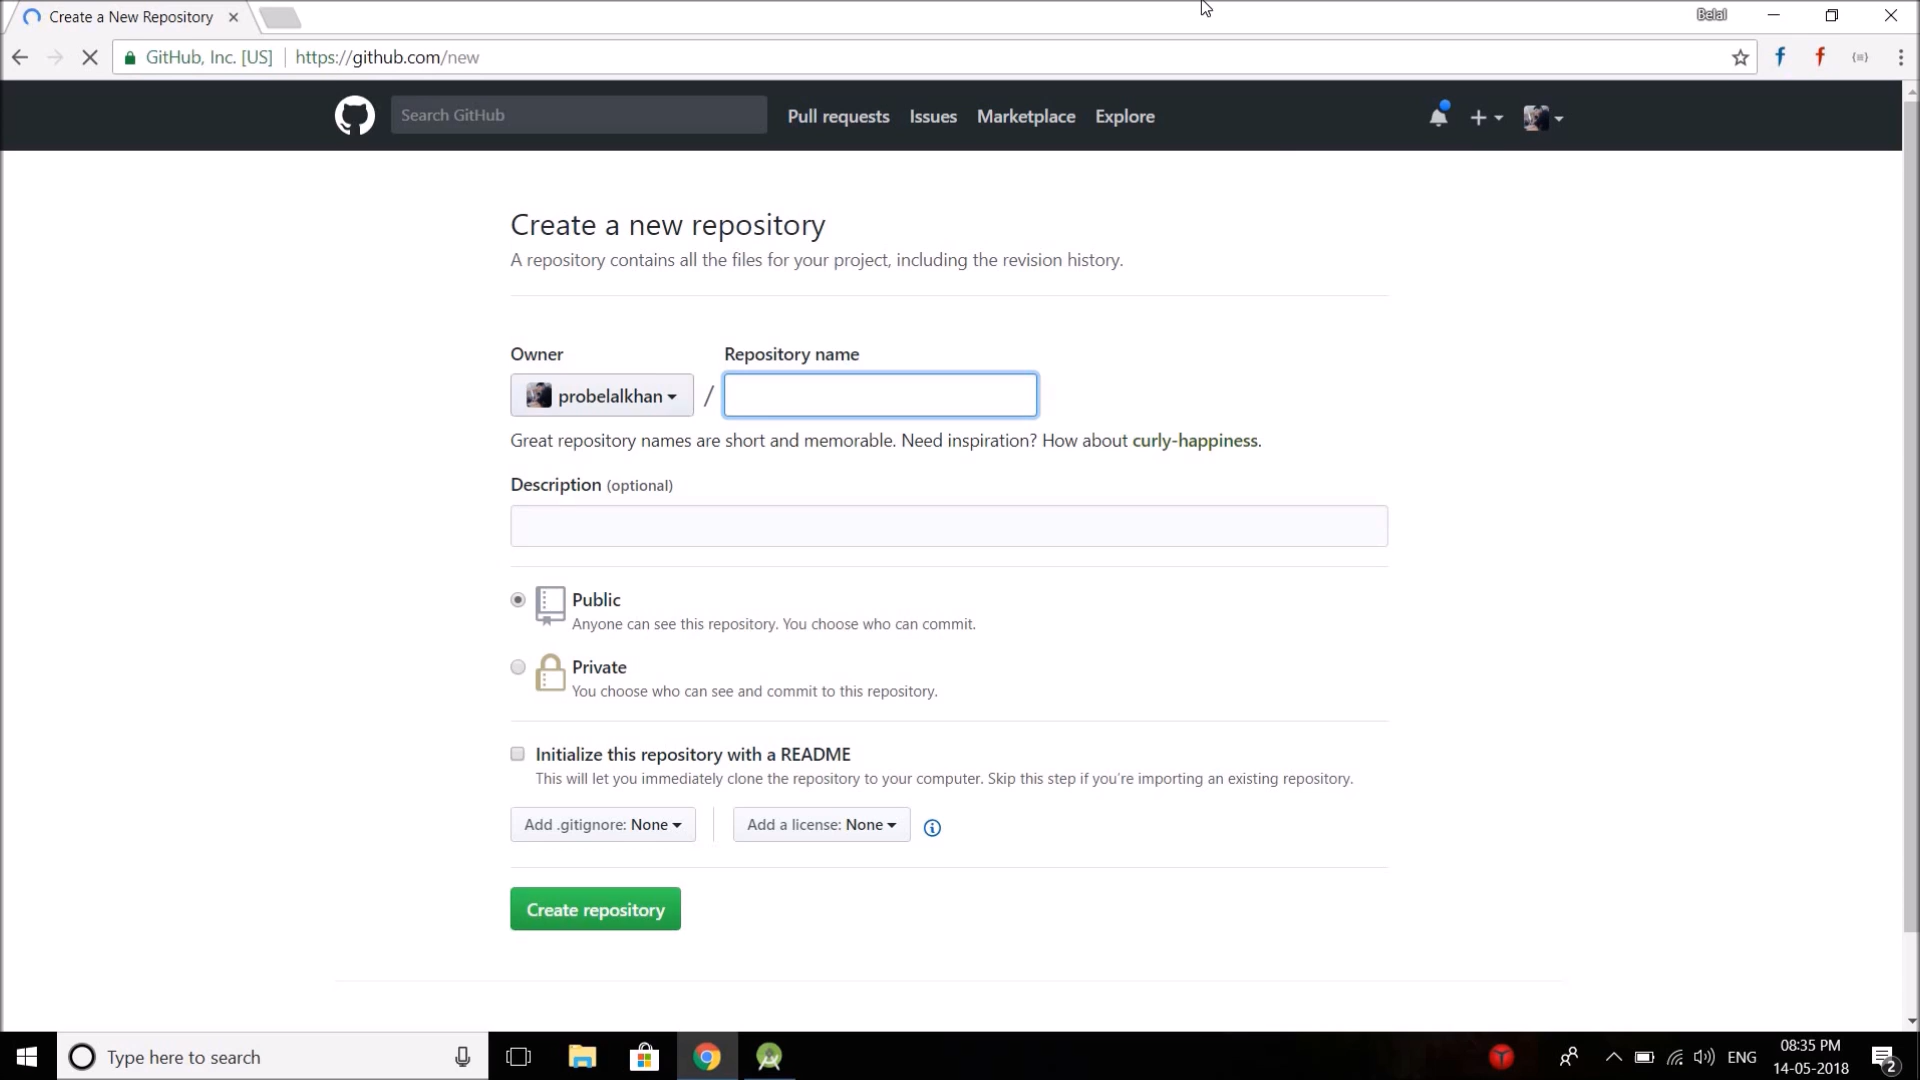 Create a New Repository
Belal
GitHub, Inc. [US] https://github.com/new
Search GitHub
Pull requests Issues Marketplace Explore
Create a new repository
A repository contains all the files for your project, including the revision history.
Owner Repository name
probelalkhan /
Great repository names are short and memorable. Need inspiration? How about curly-happiness.
Description (optional)
Public
Anyone can see this repository. You choose who can commit.
Private
You choose who can see and commit to this repository.
Initialize this repository with a README
This will let you immediately clone the repository to your computer. Skip this step if you're importing an existing repository.
Add .gitignore: None Add a license: None
Create repository
Type here to search
ENG
08:35 PM
14-05-2018
2